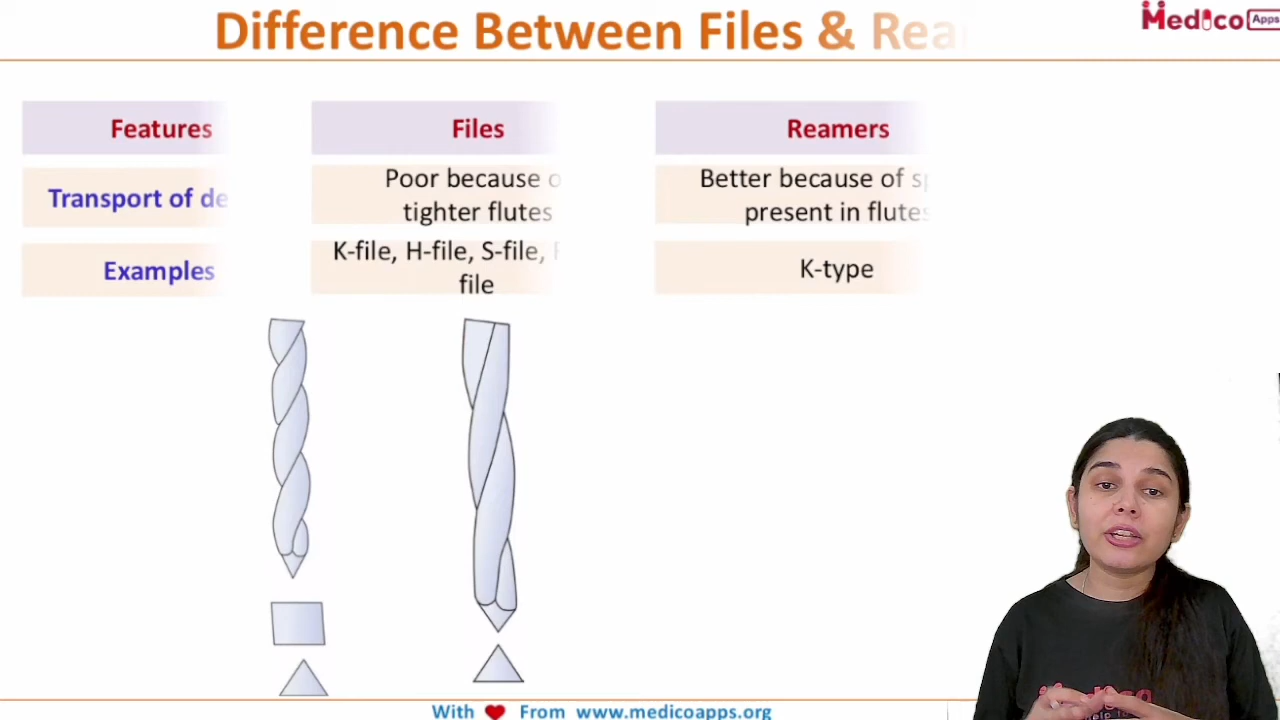 Difference Between Files & Rea
Medico Apps
Features
Files
Reamers
Transport of de
Poor because o
tighter flutes
Better because of sp
present in flutes
Examples
K-file, H-file, S-file,
file
K-type
With From www.medicoapps.org